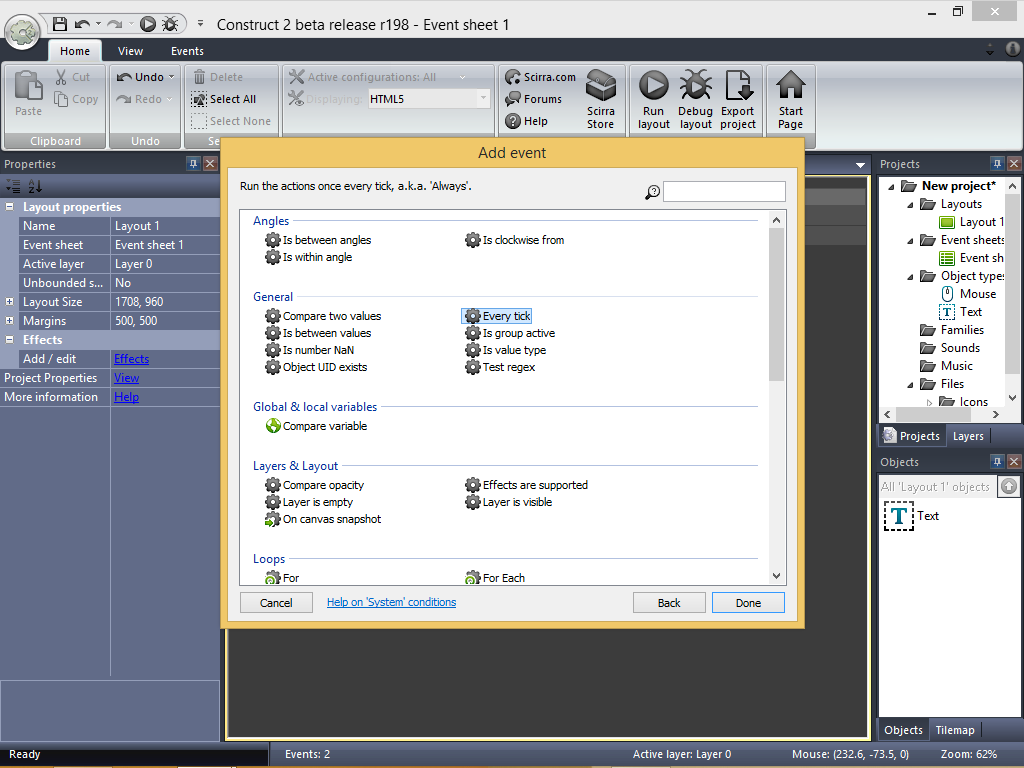 Construct 2 beta release r198 - Event sheet 1
Home View Events
Paste Cut Copy
Clipboard
Undo Redo
Undo
Delete Select All Select None
Se
Active configurations: All
Displaying: HTML5
Scirra.com Forums Help
Scirra Store
Run layout Debug layout Export project
Start Page
Properties
Layout properties
Name Layout 1
Event sheet Event sheet 1
Active layer Layer 0
Unbounded s... No
Layout Size 1708, 960
Margins 500, 500
Effects
Add / edit Effects
Project Properties View
More information Help
Add event
Run the actions once every tick, a.k.a. 'Always'.
Angles
Is between angles Is clockwise from
Is within angle
General
Compare two values Every tick
Is between values Is group active
Is number NaN Is value type
Object UID exists Test regex
Global & local variables
Compare variable
Layers & Layout
Compare opacity Effects are supported
Layer is empty Layer is visible
On canvas snapshot
Loops
For For Each
Cancel Help on 'System' conditions Back Done
Projects
New project*
Layouts
Layout 1
Event sheets
Event sh
Object types
Mouse
Text
Families
Sounds
Music
Files
Icons
Projects Layers
Objects
All 'Layout 1' objects
T Text
Objects Tilemap
Ready Events: 2 Active layer: Layer 0 Mouse: (232.6, -73.5, 0) Zoom: 62%